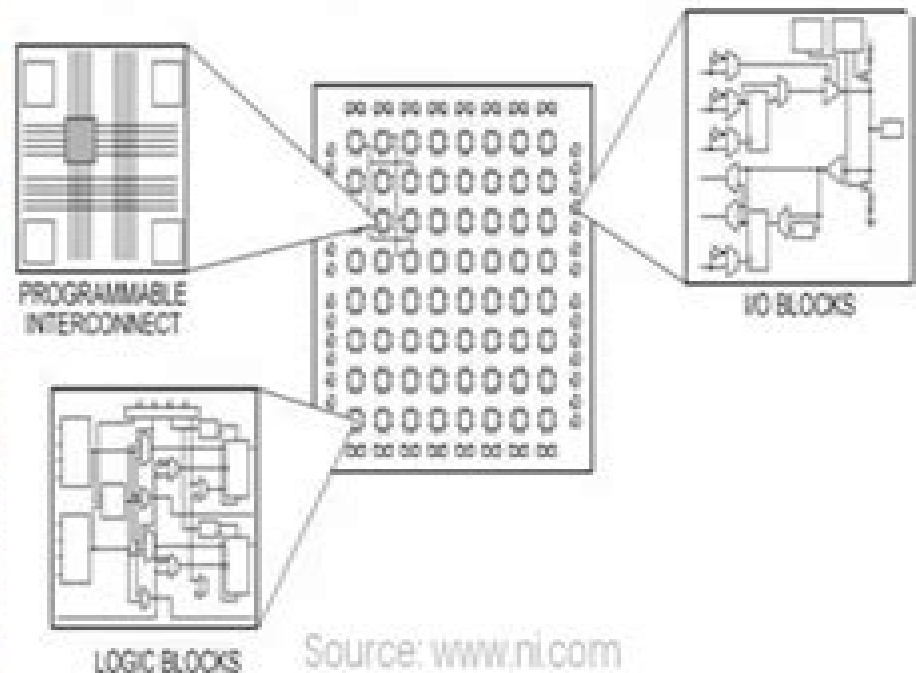 PROGRAMMABLE
INTERCONNECT
I/O BLOCKS
LOGIC BLOCKS
Source: www.ni.com